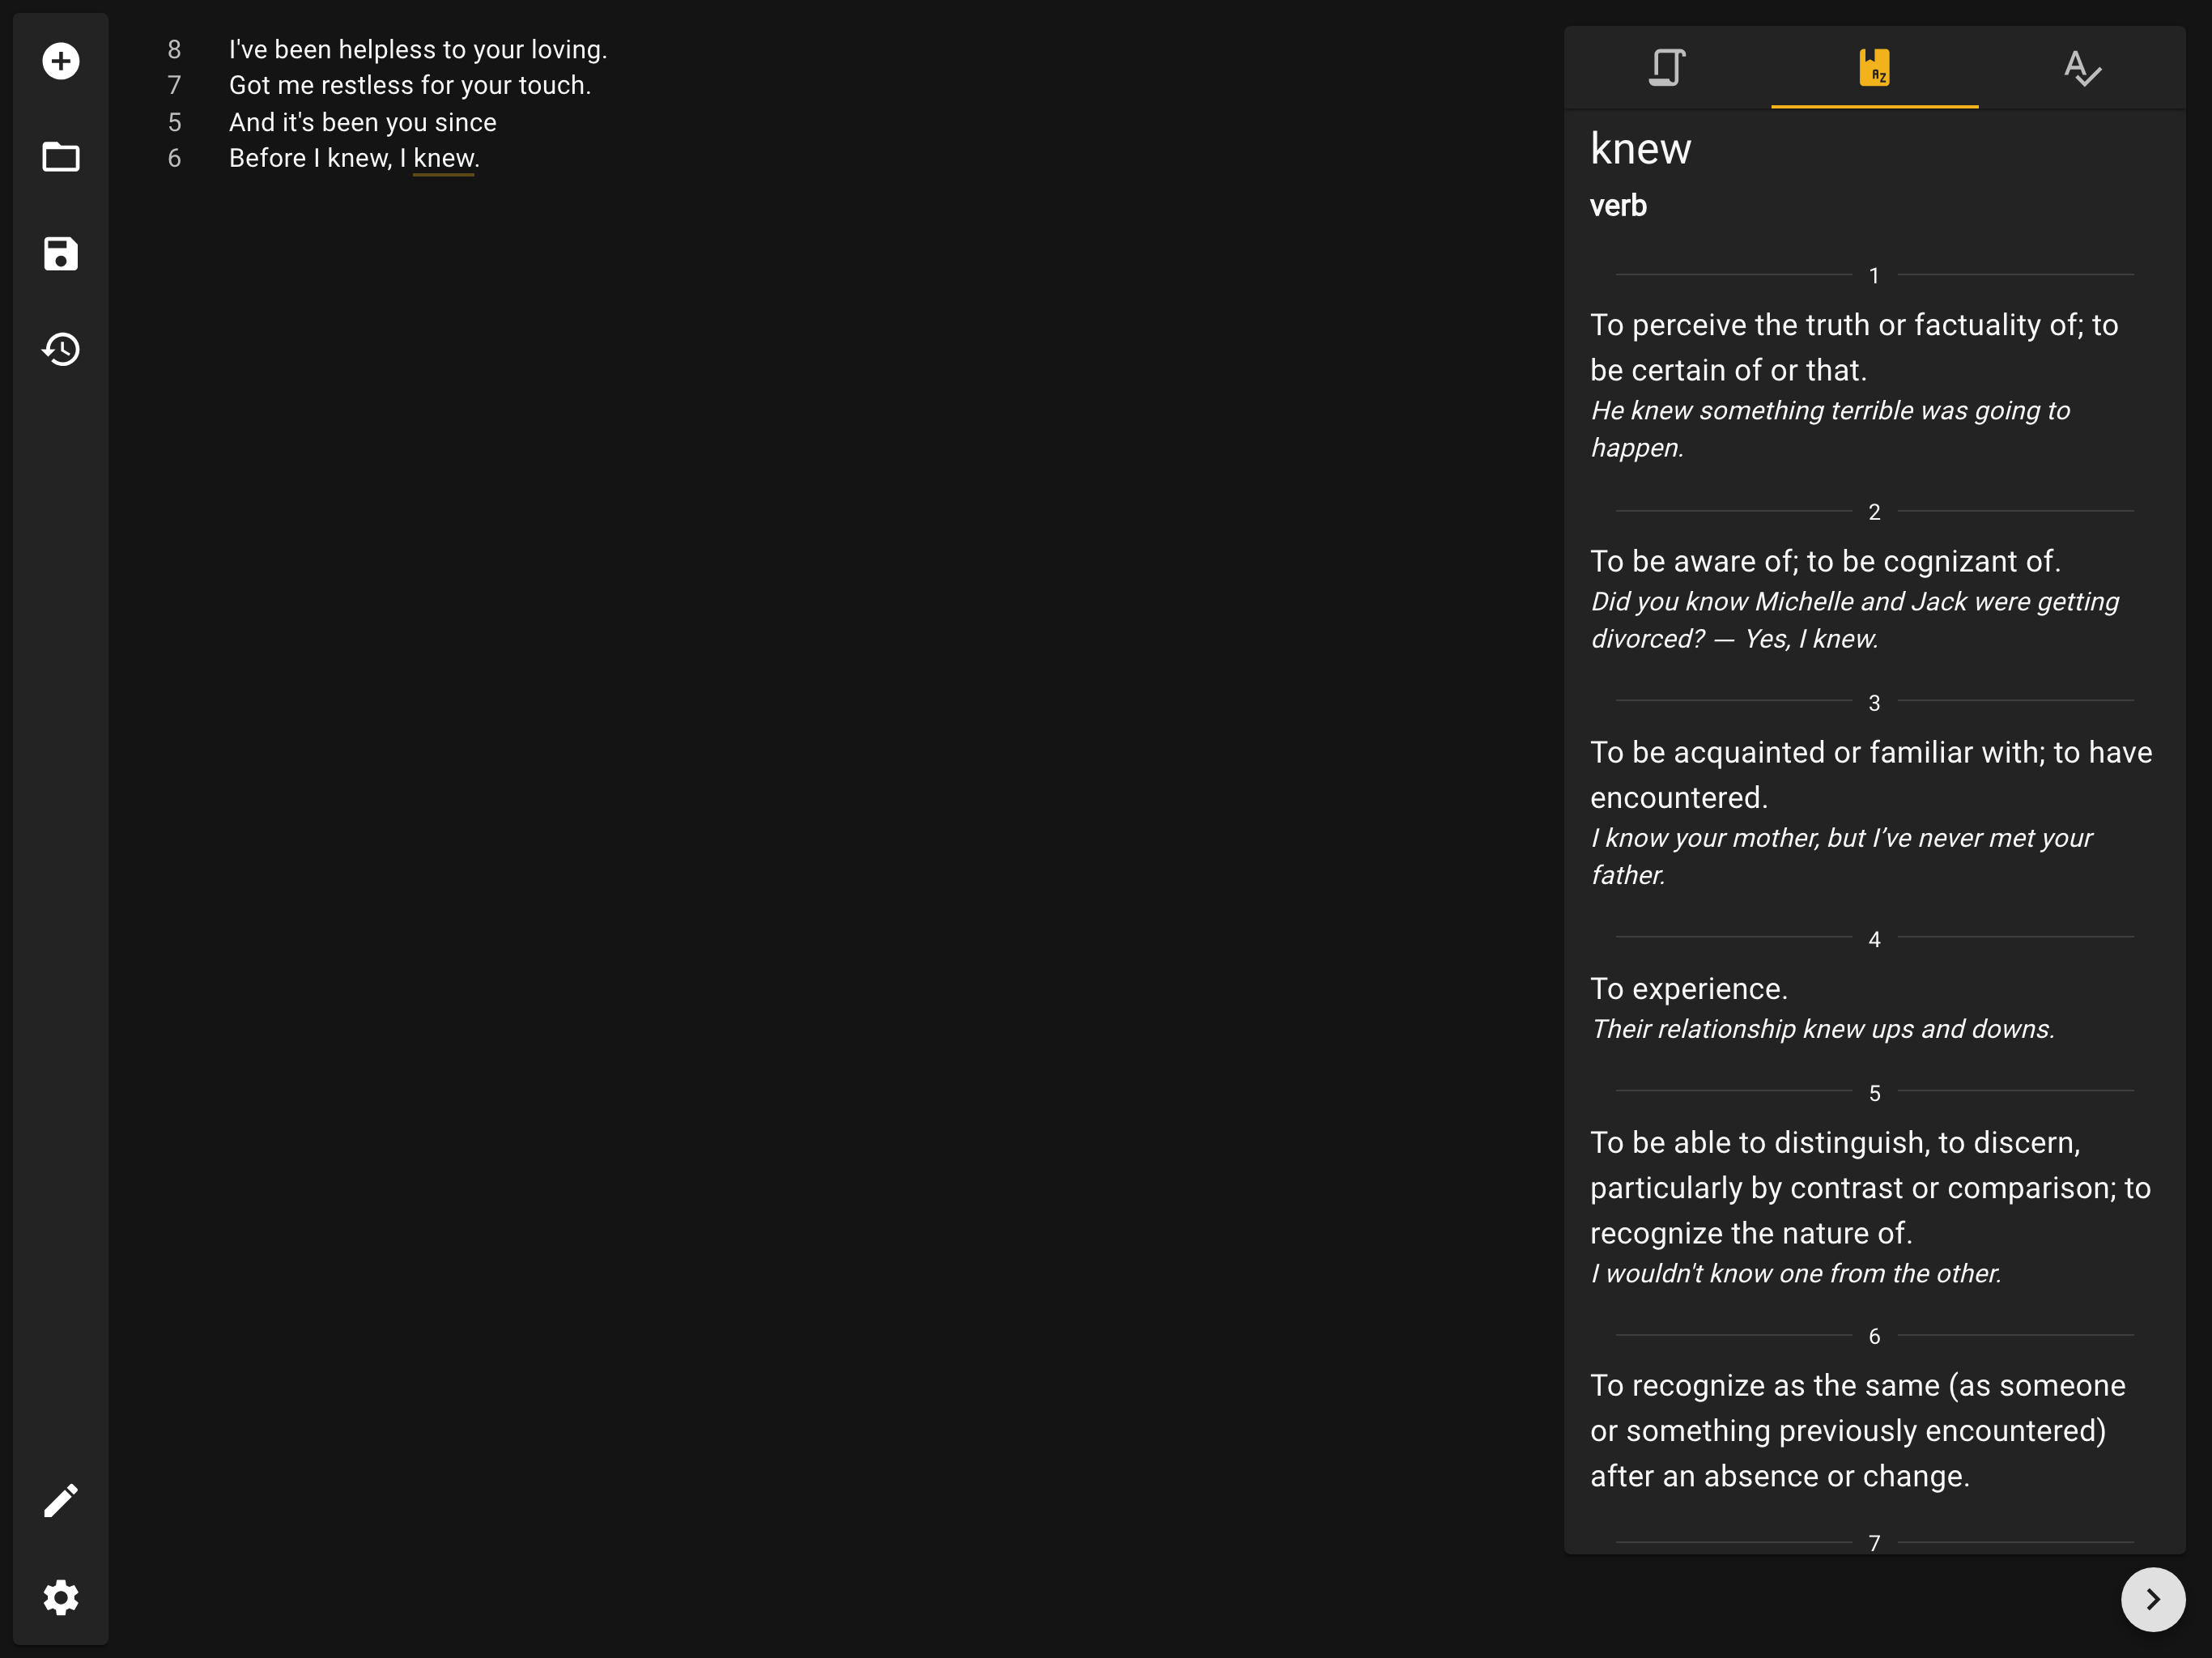 8 I've been helpless to your loving.
7 Got me restless for your touch.
5 And it's been you since
6 Before I knew, I knew.
A Z
A
knew
verb
1
To perceive the truth or factuality of; to
be certain of or that.
He knew something terrible was going to
happen.
2
To be aware of; to be cognizant of.
Did you know Michelle and Jack were getting
divorced? — Yes, I knew.
3
To be acquainted or familiar with; to have
encountered.
I know your mother, but I’ve never met your
father.
4
To experience.
Their relationship knew ups and downs.
5
To be able to distinguish, to discern,
particularly by contrast or comparison; to
recognize the nature of.
I wouldn't know one from the other.
6
To recognize as the same (as someone
or something previously encountered)
after an absence or change.
7